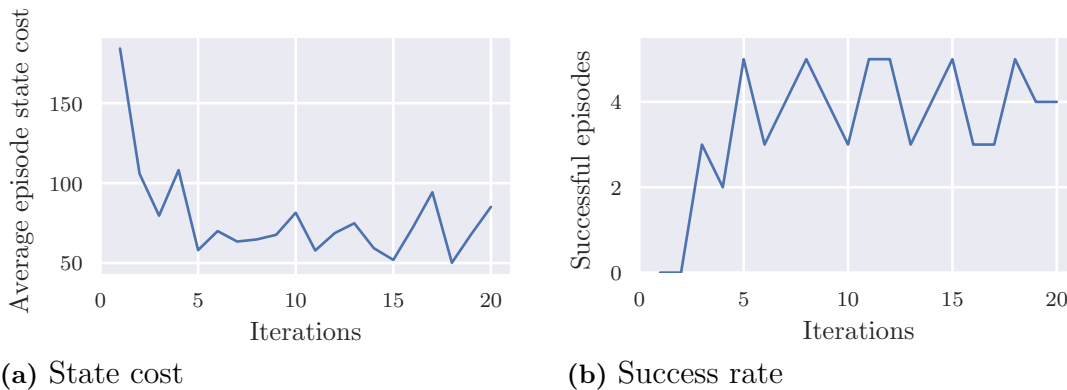 Average episode state cost
150
100
50
0
5
10
15
20
Iterations
(a) State cost
Successful episodes
4
2
0
0
5
10
15
20
Iterations
(b) Success rate